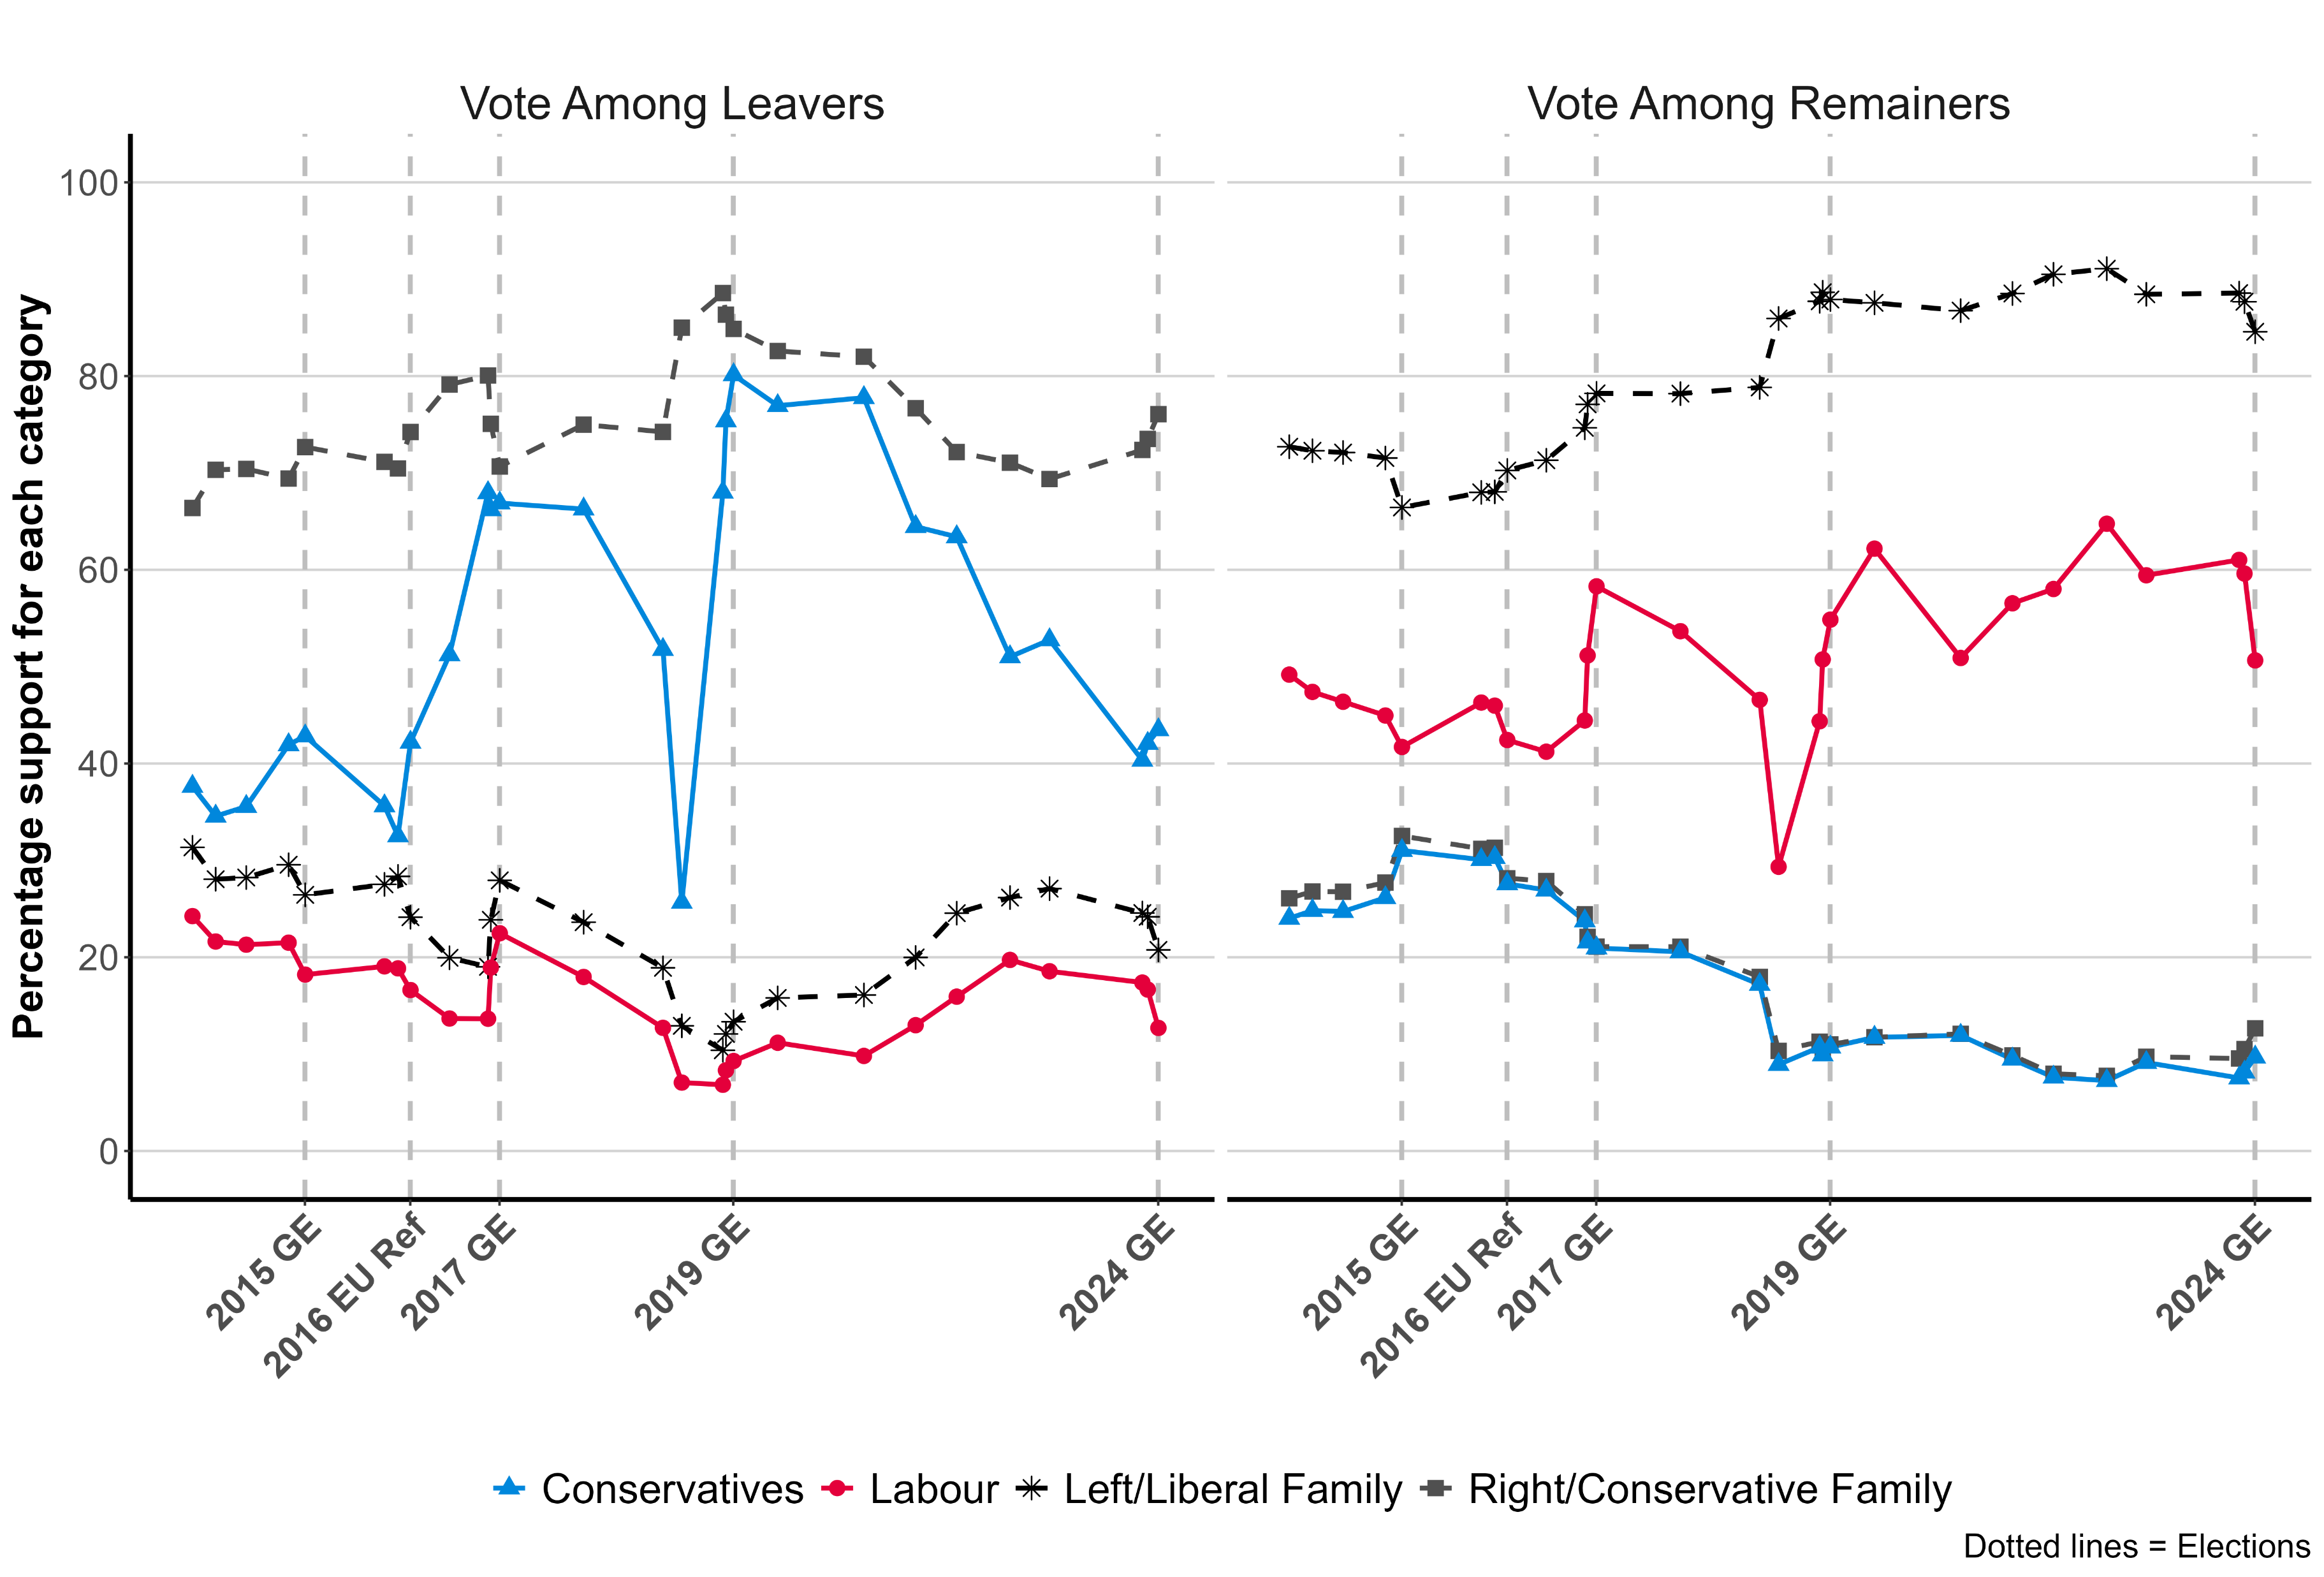 Vote Among Leavers
Vote Among Remainers
Percentage support for each category
100
80
60
40
20
0
2015 GE
2016 EU Ref
2017 GE
2019 GE
2024 GE
2015 GE
2016 EU Ref
2017 GE
2019 GE
2024 GE
Conservatives Labour Left/Liberal Family Right/Conservative Family
Dotted lines = Elections